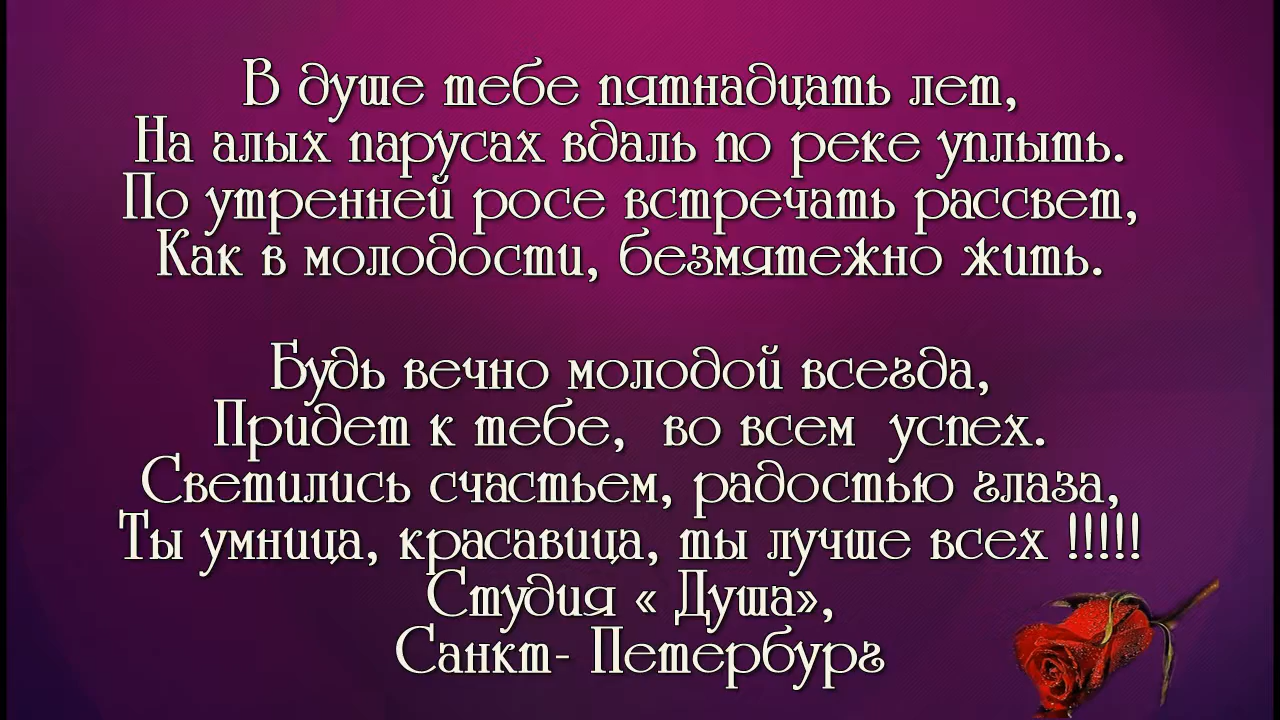 В душе тебе пятнадцать лет,
На алых парусах вдаль по реке уплыть.
По утренней росе встречать рассвет,
Как в молодости, безмятежно жить.
Будь вечно молодой всегда,
Придет к тебе, во всем успех.
Светились счастьем, радостью глаза,
Ты умница, красавица, ты лучше всех !!!!!
Студия « Душа»,
Санкт- Петербург